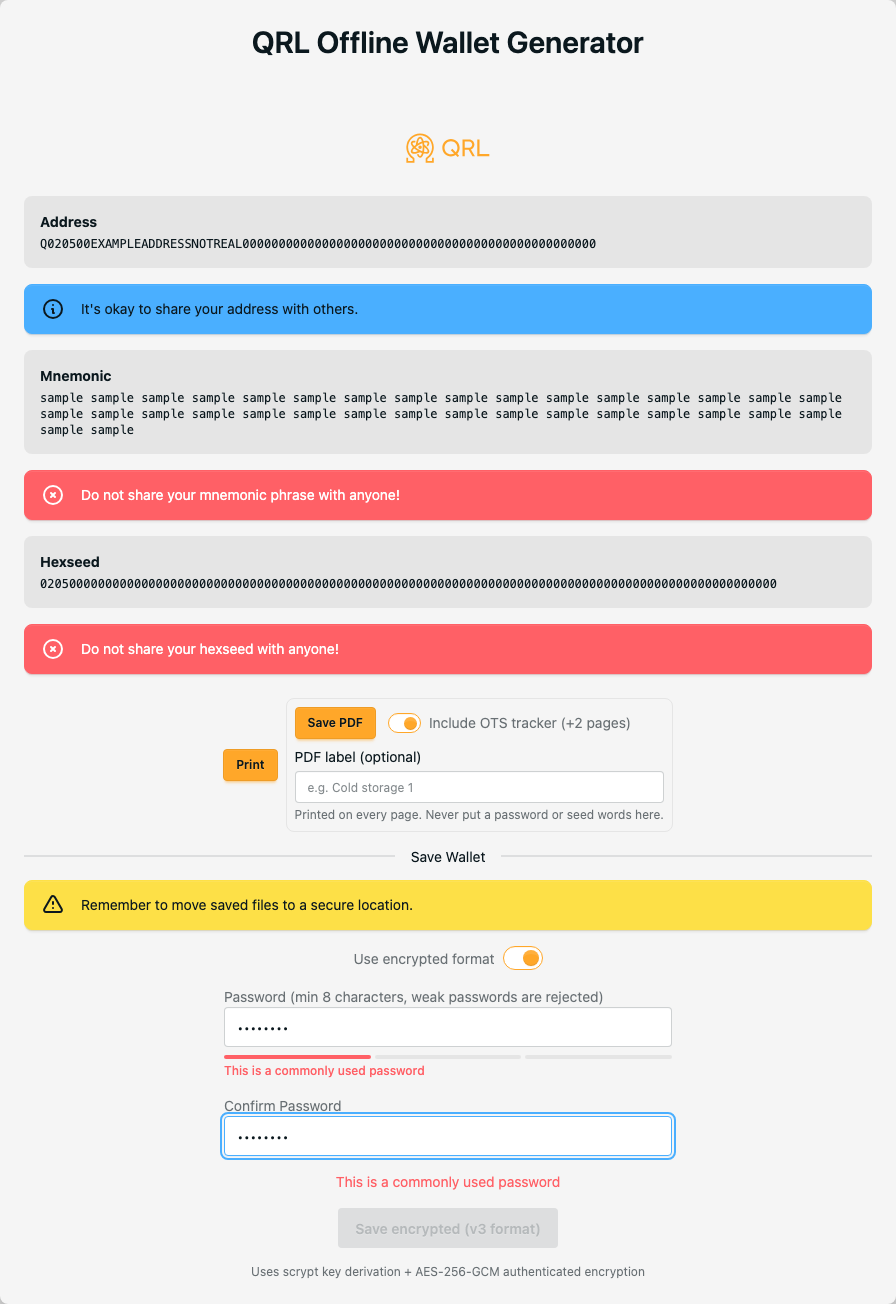 QRL Offline Wallet Generator
QRL
Address
Q020500EXAMPLEADDRESSNOTREAL0000000000000000000000000000000000000000000000000
It's okay to share your address with others.
Mnemonic
sample sample sample sample sample sample sample sample sample sample sample sample sample sample sample sample
sample sample sample sample sample sample sample sample sample sample sample sample sample sample sample sample
sample sample
Do not share your mnemonic phrase with anyone!
Hexseed
020500000000000000000000000000000000000000000000000000000000000000000000000000000000000000000000000000
Do not share your hexseed with anyone!
Print
Save PDF
Include OTS tracker (+2 pages)
PDF label (optional)
e.g. Cold storage 1
Printed on every page. Never put a password or seed words here.
Save Wallet
Remember to move saved files to a secure location.
Use encrypted format
Password (min 8 characters, weak passwords are rejected)
••••••••
This is a commonly used password
Confirm Password
••••••••
This is a commonly used password
Save encrypted (v3 format)
Uses scrypt key derivation + AES-256-GCM authenticated encryption